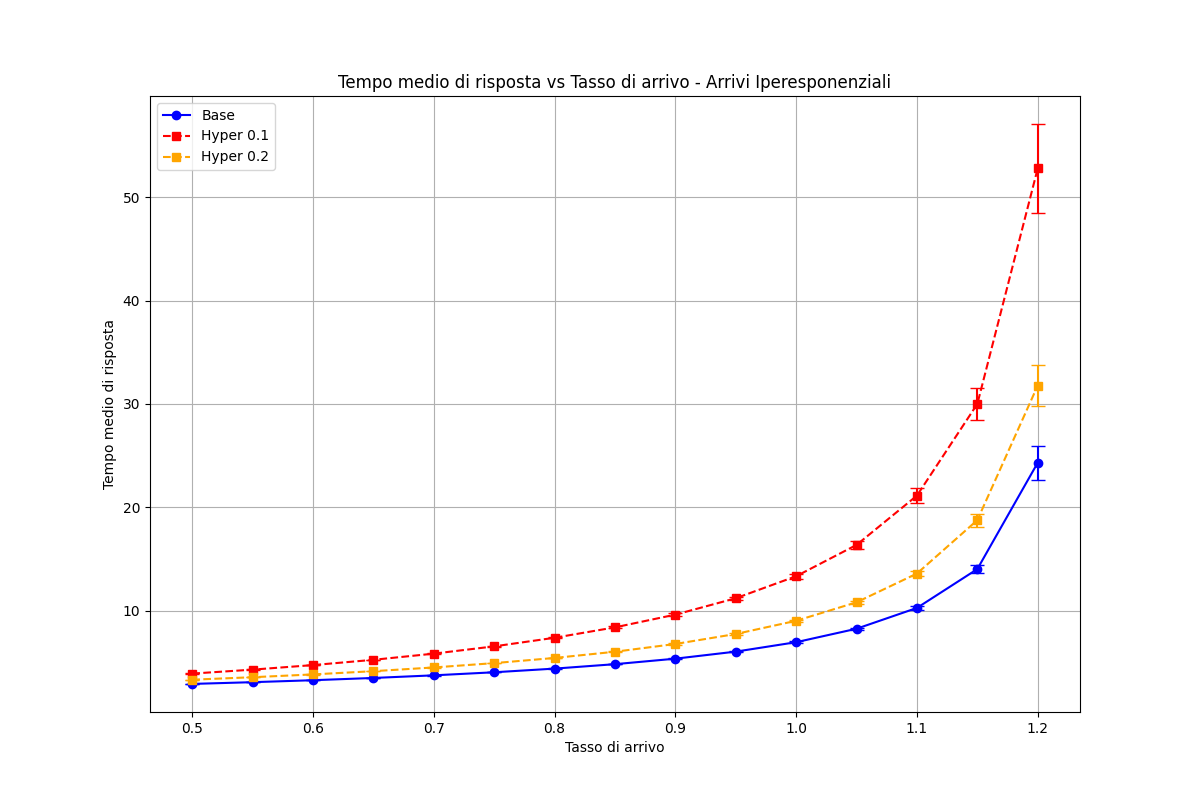 Tempo medio di risposta vs Tasso di arrivo - Arrivi Iperesponenziali
Base
Hyper 0.1
Hyper 0.2
50
40
30
20
10
Tempo medio di risposta
0.5 0.6 0.7 0.8 0.9 1.0 1.1 1.2
Tasso di arrivo